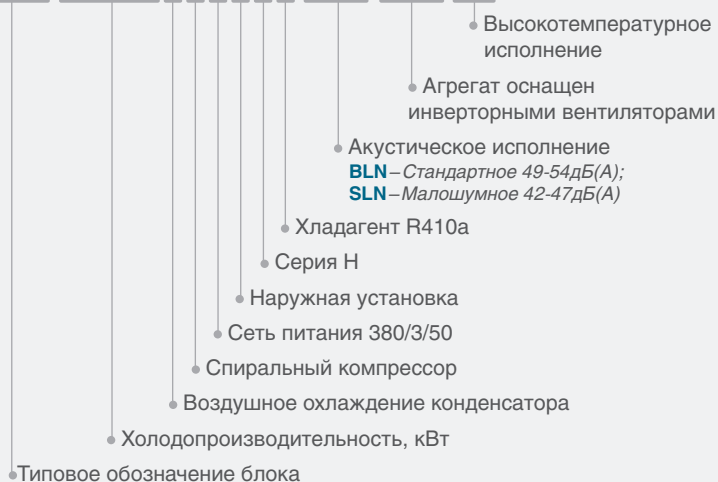 Высокотемпературное
исполнение
Агрегат оснащен
инверторными вентиляторами
Акустическое исполнение
BLN – Стандартное 49-54дБ(А);
SLN – Малошумное 42-47дБ(А)
Хладагент R410a
Серия H
Наружная установка
Сеть питания 380/3/50
Спиральный компрессор
Воздушное охлаждение конденсатора
Холодопроизводительность, кВт
Типовое обозначение блока